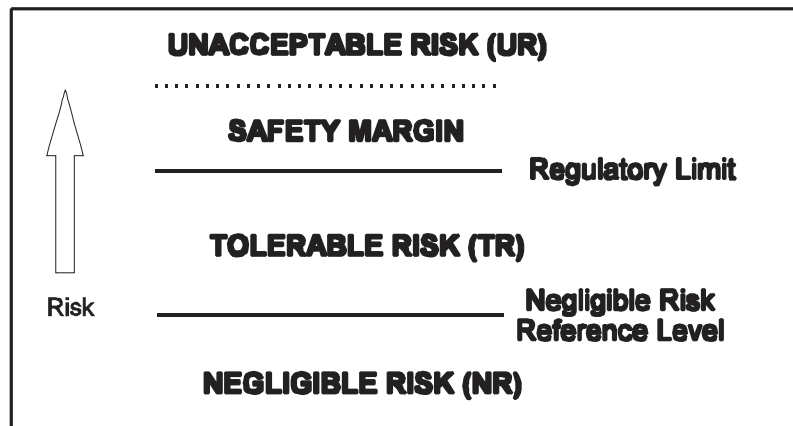 UNACCEPTABLE RISK (UR)
SAFETY MARGIN
Regulatory Limit
TOLERABLE RISK (TR)
Risk
Negligible Risk
Reference Level
NEGLIGIBLE RISK (NR)